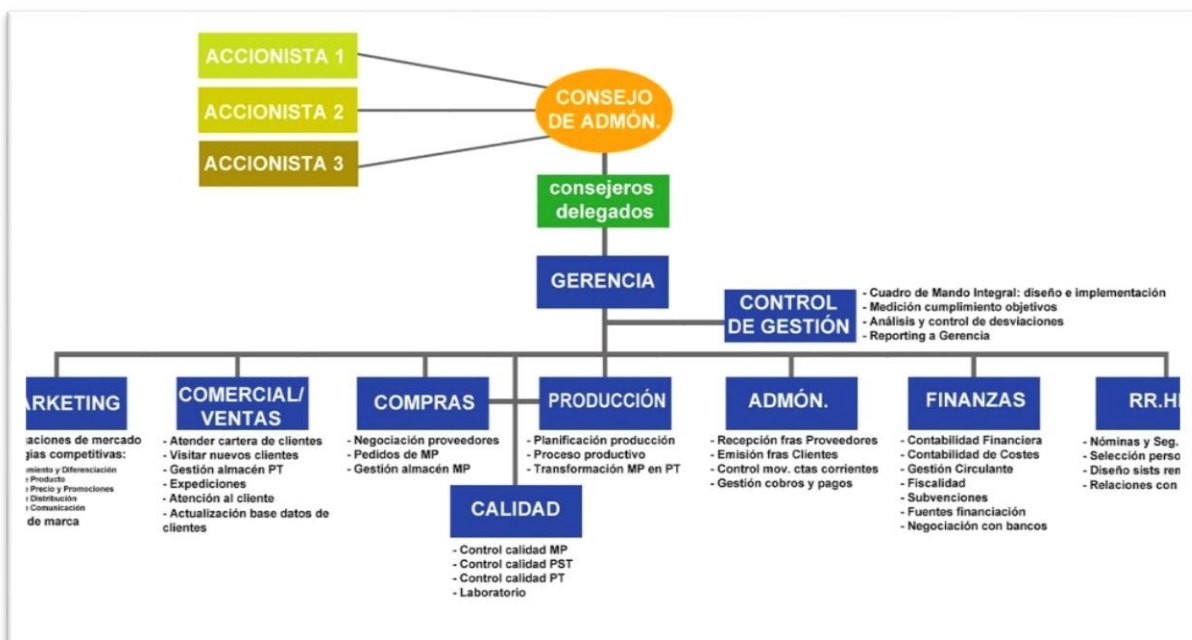 ACCIONISTA 1
ACCIONISTA 2
ACCIONISTA 3
CONSEJO
DE ADMÓN.
consejeros
delegados
GERENCIA
CONTROL
DE GESTIÓN
- Cuadro de Mando Integral: diseño e implementación
- Medición cumplimiento objetivos
- Análisis y control de desviaciones
- Reporting a Gerencia
ARKETING
aciones de mercado
gias competitivas:
amiento y Diferenciación
Producto
Precio y Promociones
Distribución
Comunicación
de marca
COMERCIAL/
VENTAS
- Atender cartera de clientes
- Visitar nuevos clientes
- Gestión almacén PT
- Expediciones
- Atención al cliente
- Actualización base datos de
clientes
COMPRAS
- Negociación proveedores
- Pedidos de MP
- Gestión almacén MP
CALIDAD
- Control calidad MP
- Control calidad PST
- Control calidad PT
- Laboratorio
PRODUCCIÓN
- Planificación producción
- Proceso productivo
- Transformación MP en PT
ADMÓN.
- Recepción fras Proveedores
- Emisión fras Clientes
- Control mov. ctas corrientes
- Gestión cobros y pagos
FINANZAS
- Contabilidad Financiera
- Contabilidad de Costes
- Gestión Circulante
- Fiscalidad
- Subvenciones
- Fuentes financiación
- Negociación con bancos
RR.H
- Nóminas y Seg.
- Selección perso
- Diseño sists ren
- Relaciones con